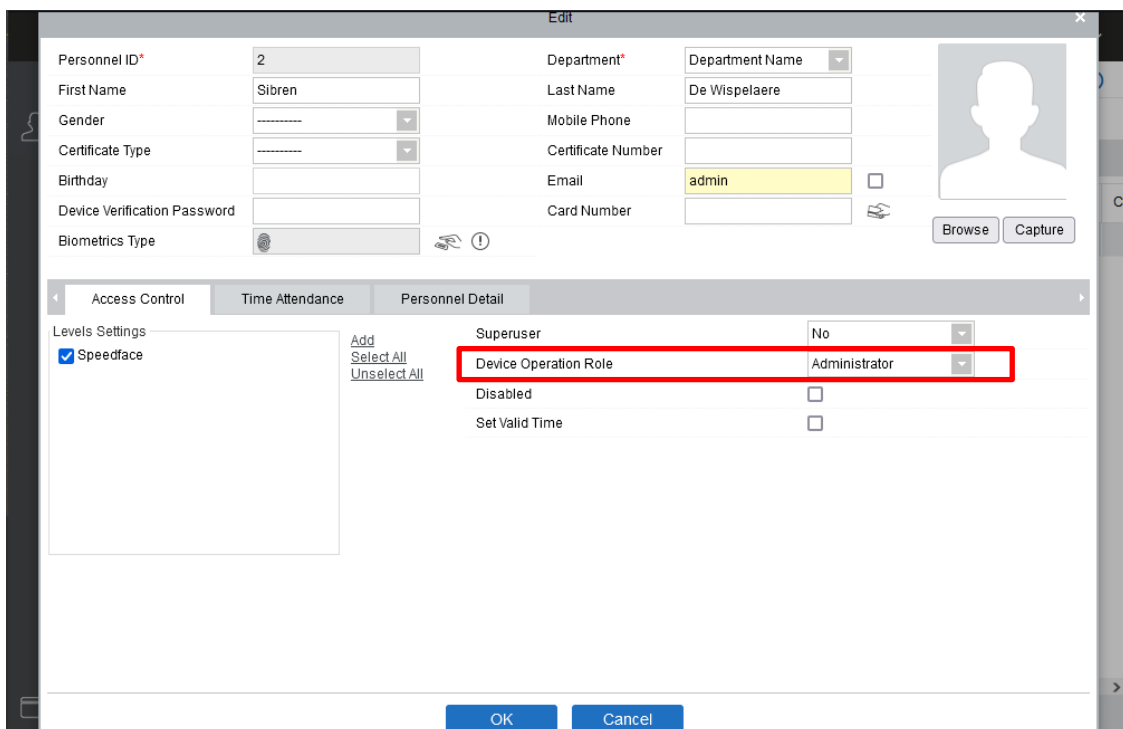 Edit ×
Personnel ID* 2 Department* Department Name
First Name Sibren Last Name De Wispelaere
Gender ---------- Mobile Phone
Certificate Type ---------- Certificate Number
Birthday Email admin
Device Verification Password Card Number
Biometrics Type Browse Capture
Access Control Time Attendance Personnel Detail
Levels Settings Superuser No
Speedface Add
Select All Device Operation Role Administrator
Unselect All
Disabled
Set Valid Time
OK Cancel